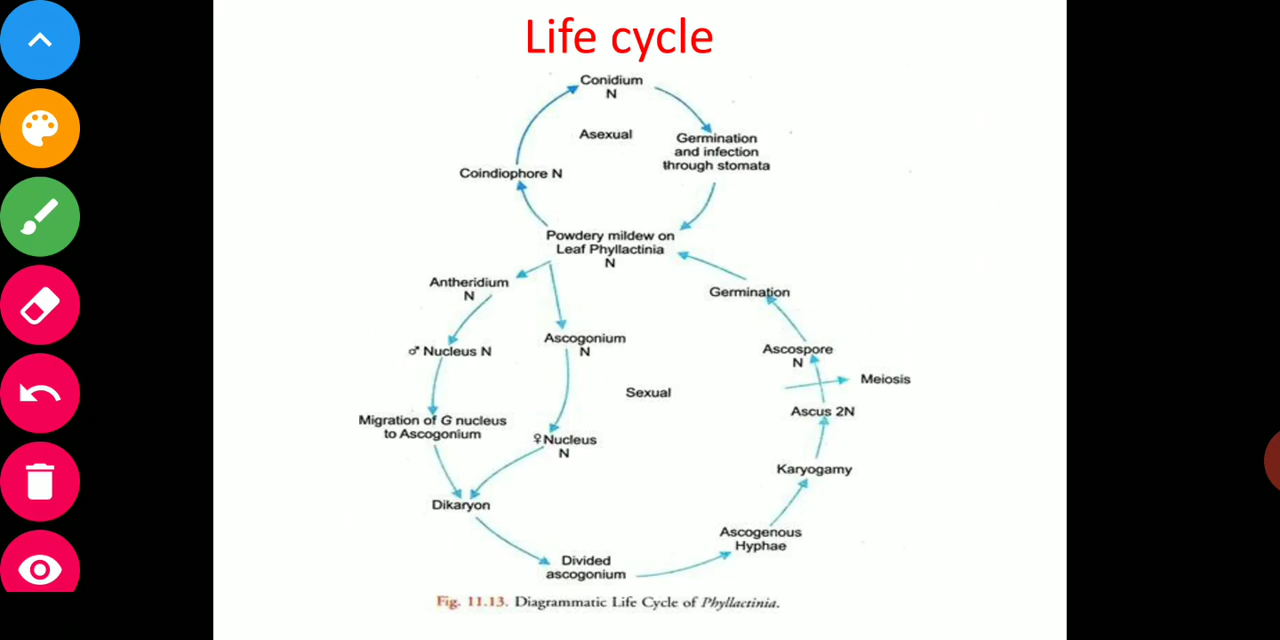 Life cycle
Conidium
N
Asexual
Germination
and infection
through stomata
Coindiophore N
Powdery mildew on
Leaf Phyllactinia
N
Antheridium
N
Germination
Ascogonium
N
♂ Nucleus N
Ascospore
N
Meiosis
Sexual
Ascus 2N
Migration of G nucleus
to Ascogonium
♀Nucleus
N
Karyogamy
Dikaryon
Ascogenous
Hyphae
Divided
ascogonium
Fig. 11.13. Diagrammatic Life Cycle of Phyllactinia.